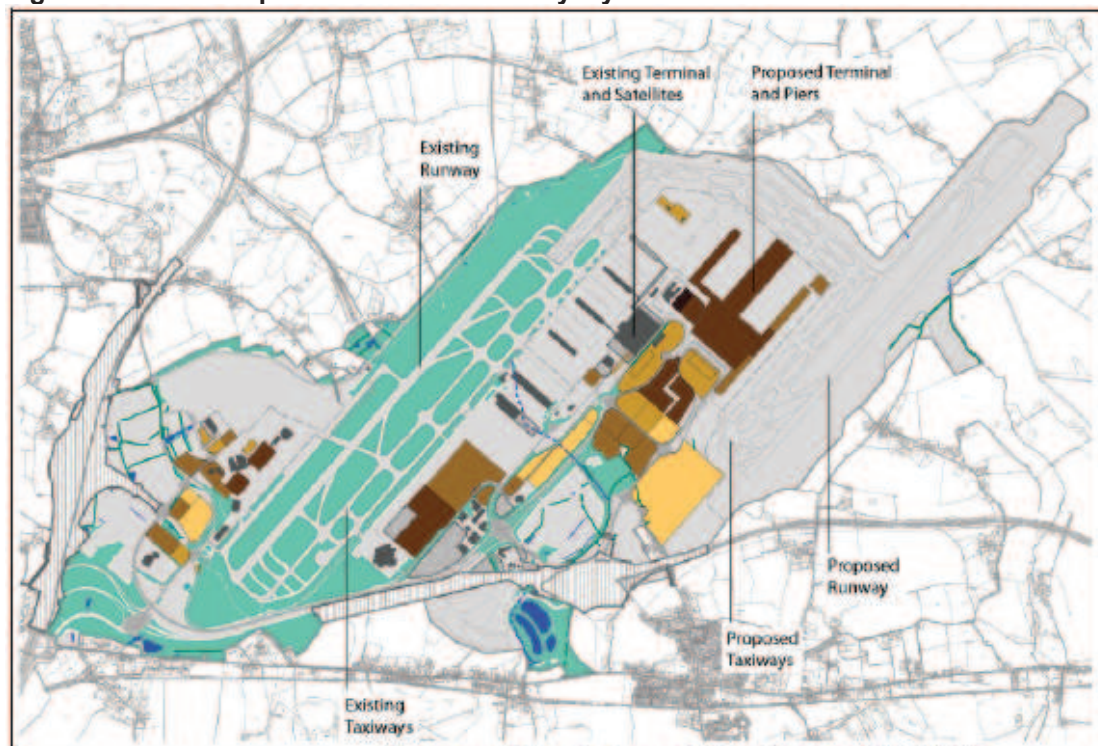 Existing Terminal
and Satellites
Proposed Terminal
and Piers
Existing
Runway
Proposed
Runway
Proposed
Taxiways
Existing
Taxiways